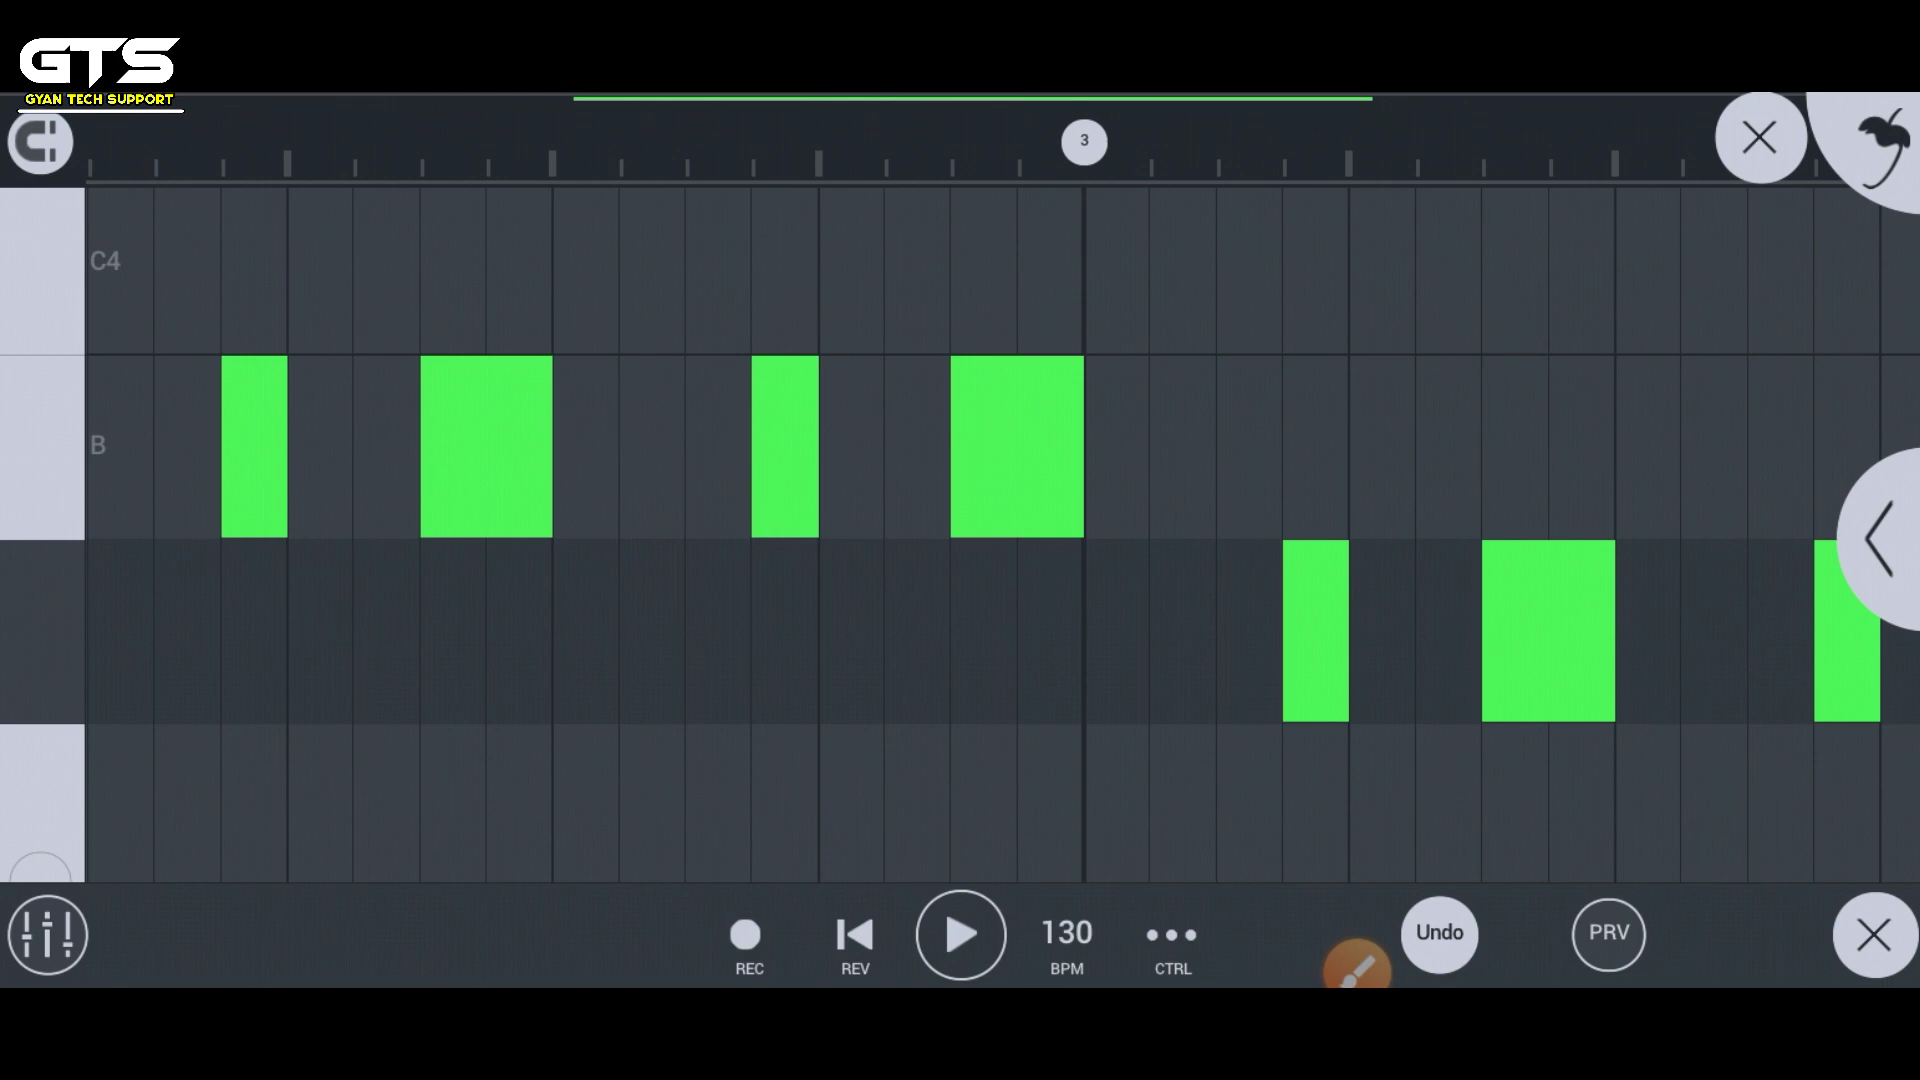 GTS
GYAN TECH SUPPORT
3
C4
B
130
Undo
PRV
REC
REV
BPM
CTRL